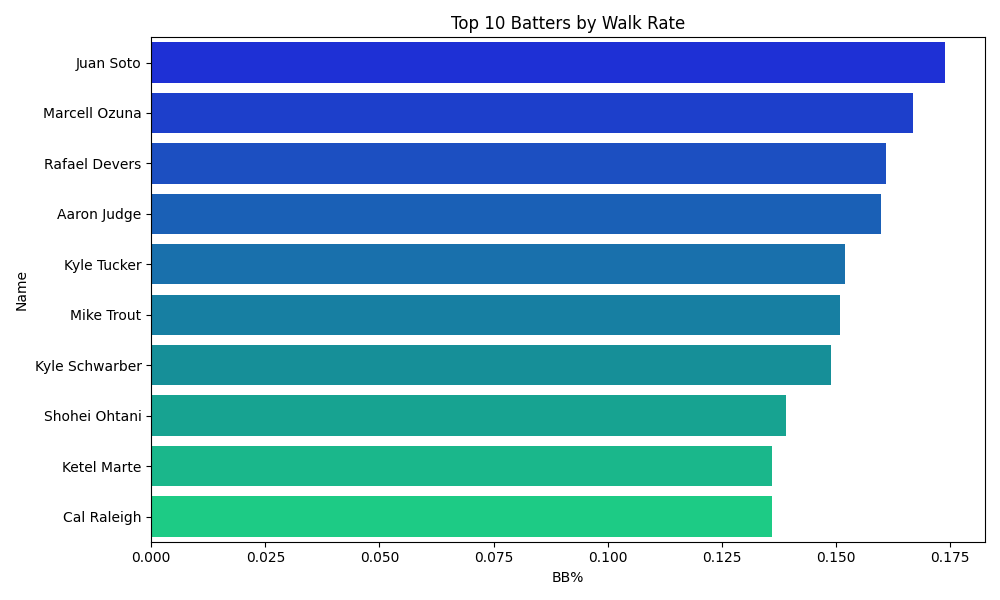 Top 10 Batters by Walk Rate
Juan Soto
Marcell Ozuna
Rafael Devers
Aaron Judge
Kyle Tucker
Mike Trout
Kyle Schwarber
Shohei Ohtani
Ketel Marte
Cal Raleigh
Name
0.000 0.025 0.050 0.075 0.100 0.125 0.150 0.175
BB%